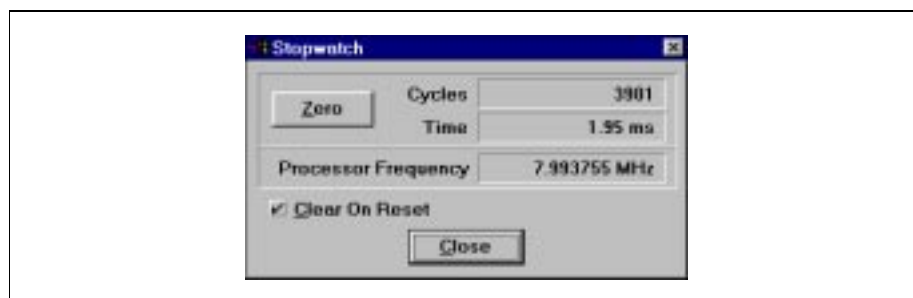 Stopwatch
Zero
Cycles 3901
Time 1.95 ms
Processor Frequency 7.993755 MHz
Clear On Reset
Close